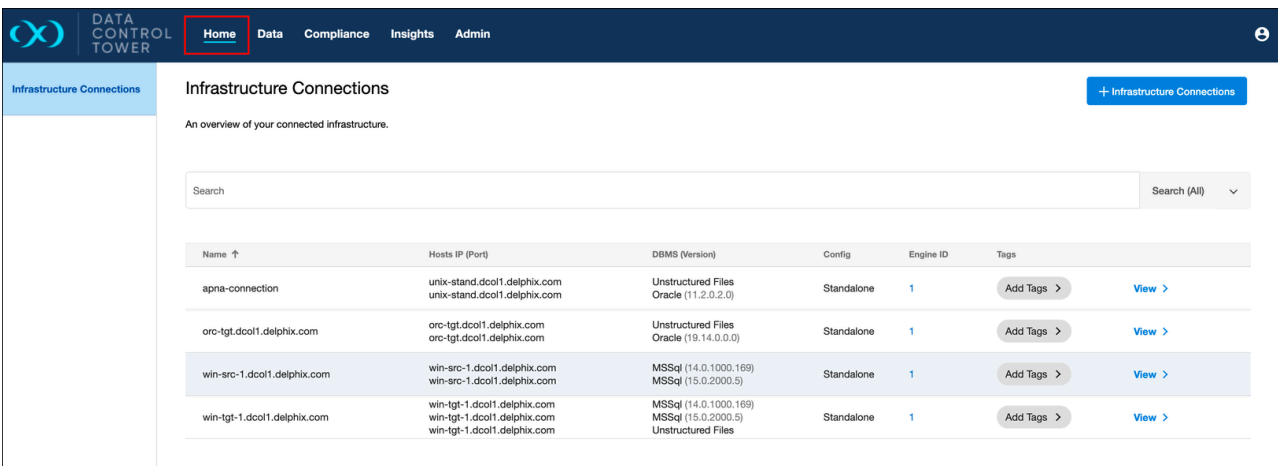 DATA
CONTROL
TOWER
Home Data Compliance Insights Admin
Infrastructure Connections
Infrastructure Connections
+ Infrastructure Connections
An overview of your connected infrastructure.
Search Search (All)
Name ↑ Hosts IP (Port) DBMS (Version) Config Engine ID Tags
apna-connection unix-stand.dcol1.delphix.com Unstructured Files Standalone 1 Add Tags > View >
unix-stand.dcol1.delphix.com Oracle (11.2.0.2.0)
orc-tgt.dcol1.delphix.com orc-tgt.dcol1.delphix.com Unstructured Files Standalone 1 Add Tags > View >
orc-tgt.dcol1.delphix.com Oracle (19.14.0.0.0)
win-src-1.dcol1.delphix.com win-src-1.dcol1.delphix.com MSSql (14.0.1000.169) Standalone 1 Add Tags > View >
win-src-1.dcol1.delphix.com MSSql (15.0.2000.5)
win-tgt-1.dcol1.delphix.com MSSql (14.0.1000.169)
win-tgt-1.dcol1.delphix.com win-tgt-1.dcol1.delphix.com MSSql (15.0.2000.5) Standalone 1 Add Tags > View >
win-tgt-1.dcol1.delphix.com Unstructured Files